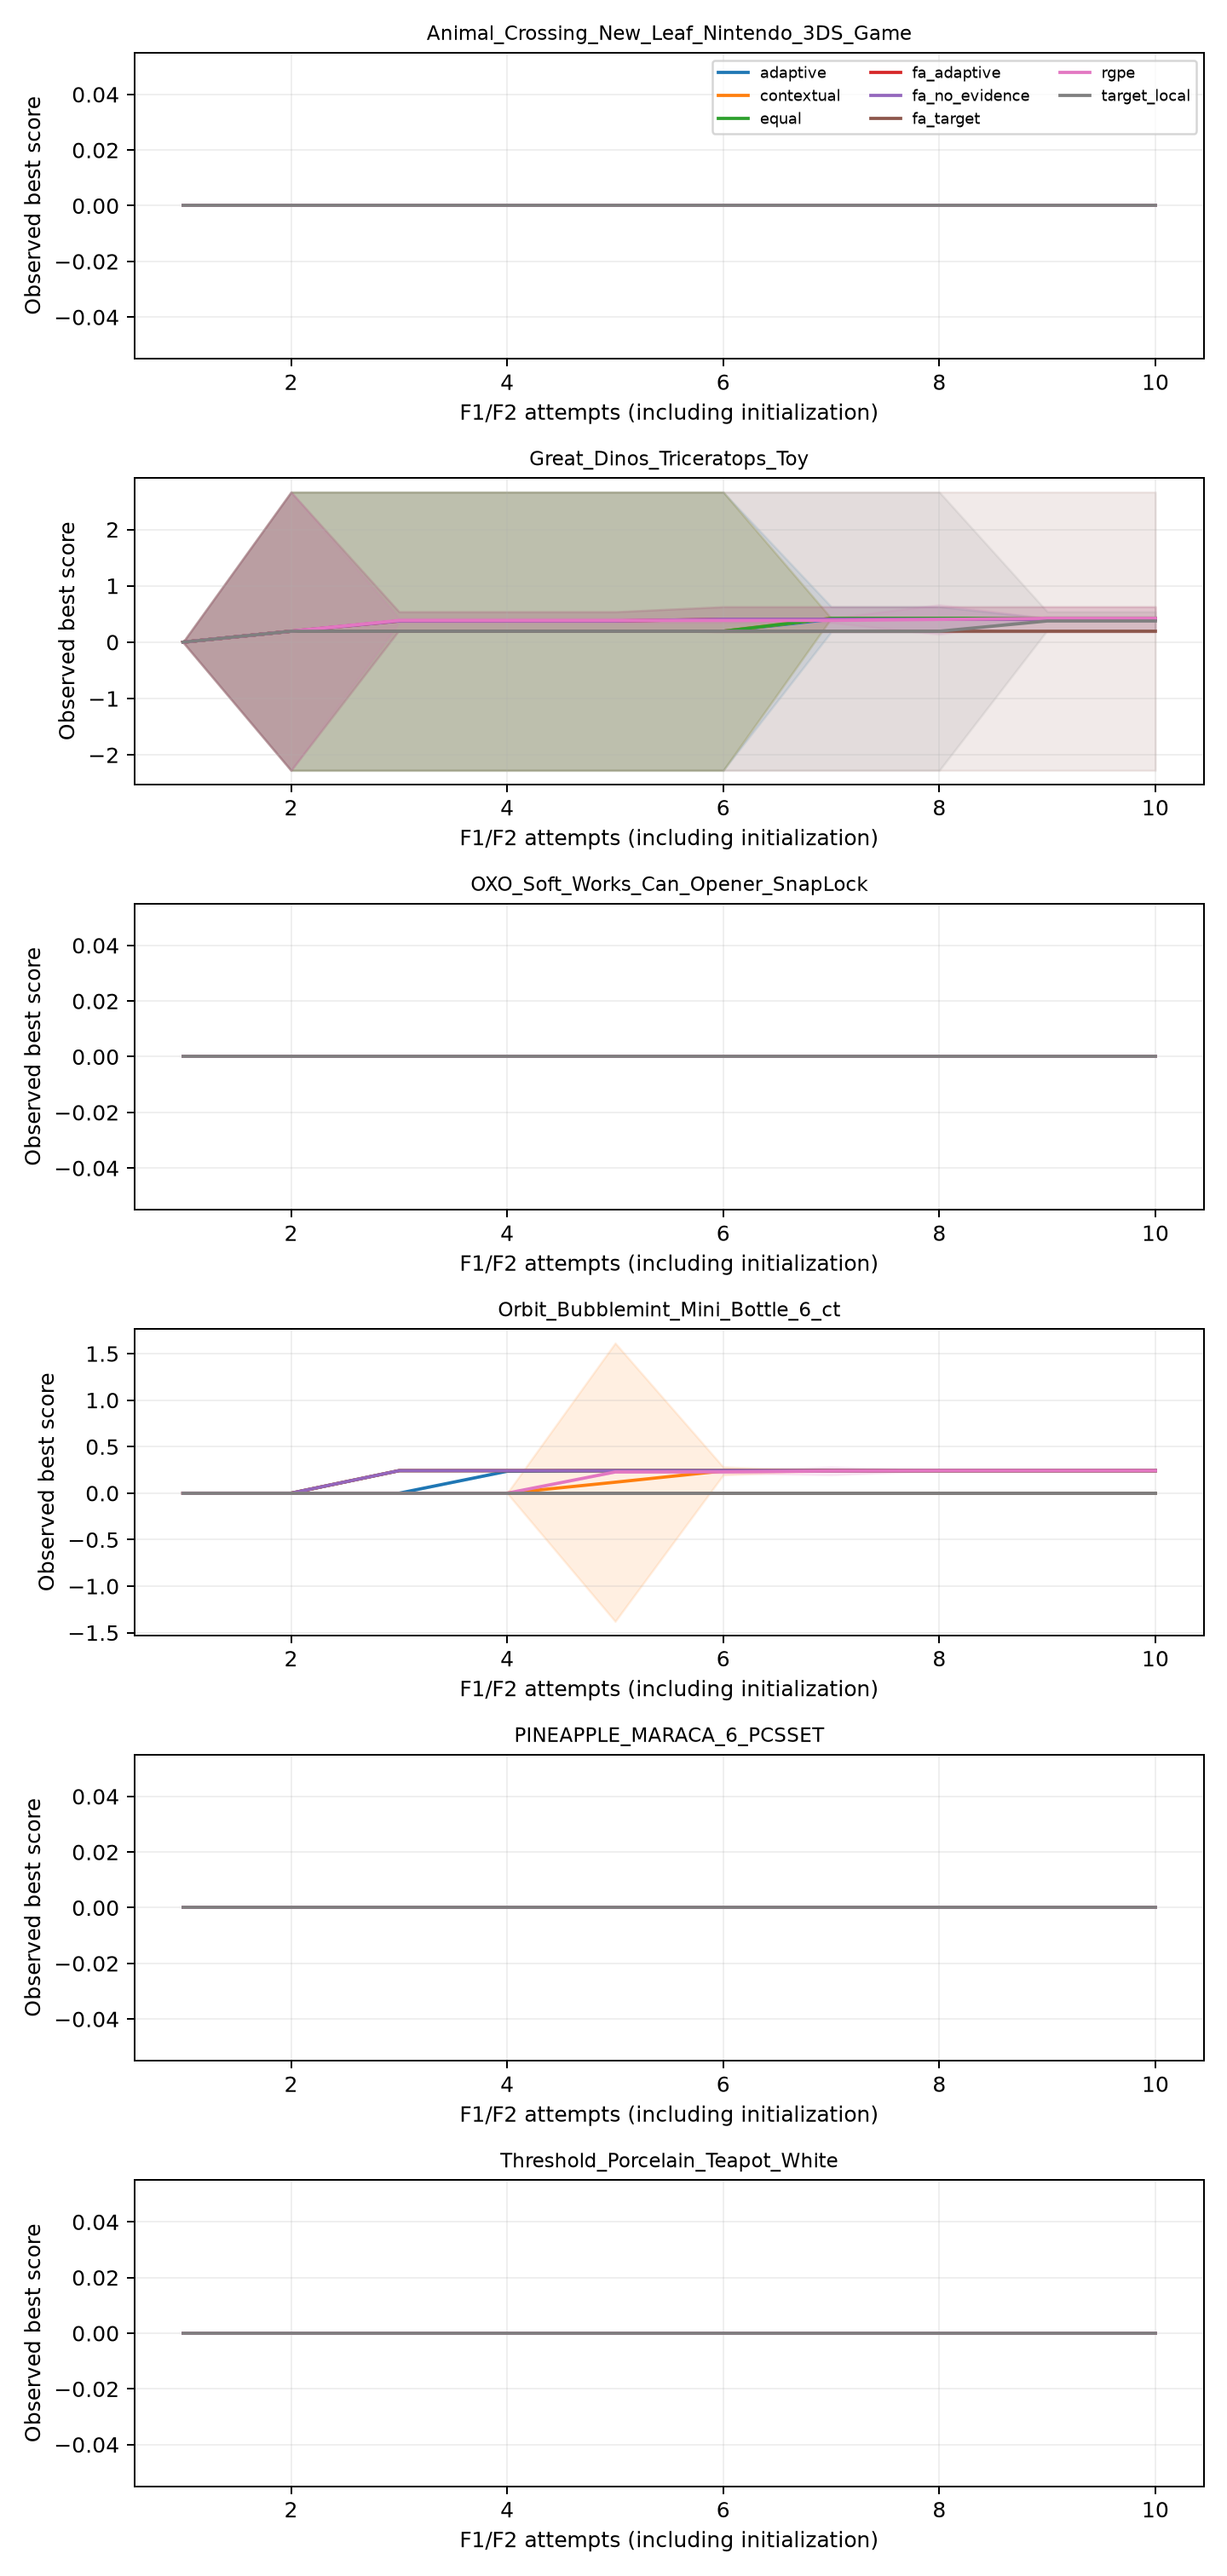 Animal_Crossing_New_Leaf_Nintendo_3DS_Game
adaptive fa_adaptive rgpe
contextual fa_no_evidence target_local
equal fa_target
Observed best score
0.04
0.02
0.00
−0.02
−0.04
2 4 6 8 10
F1/F2 attempts (including initialization)
Great_Dinos_Triceratops_Toy
Observed best score
2
1
0
−1
−2
2 4 6 8 10
F1/F2 attempts (including initialization)
OXO_Soft_Works_Can_Opener_SnapLock
Observed best score
0.04
0.02
0.00
−0.02
−0.04
2 4 6 8 10
F1/F2 attempts (including initialization)
Orbit_Bubblemint_Mini_Bottle_6_ct
Observed best score
1.5
1.0
0.5
0.0
−0.5
−1.0
−1.5
2 4 6 8 10
F1/F2 attempts (including initialization)
PINEAPPLE_MARACA_6_PCSSET
Observed best score
0.04
0.02
0.00
−0.02
−0.04
2 4 6 8 10
F1/F2 attempts (including initialization)
Threshold_Porcelain_Teapot_White
Observed best score
0.04
0.02
0.00
−0.02
−0.04
2 4 6 8 10
F1/F2 attempts (including initialization)